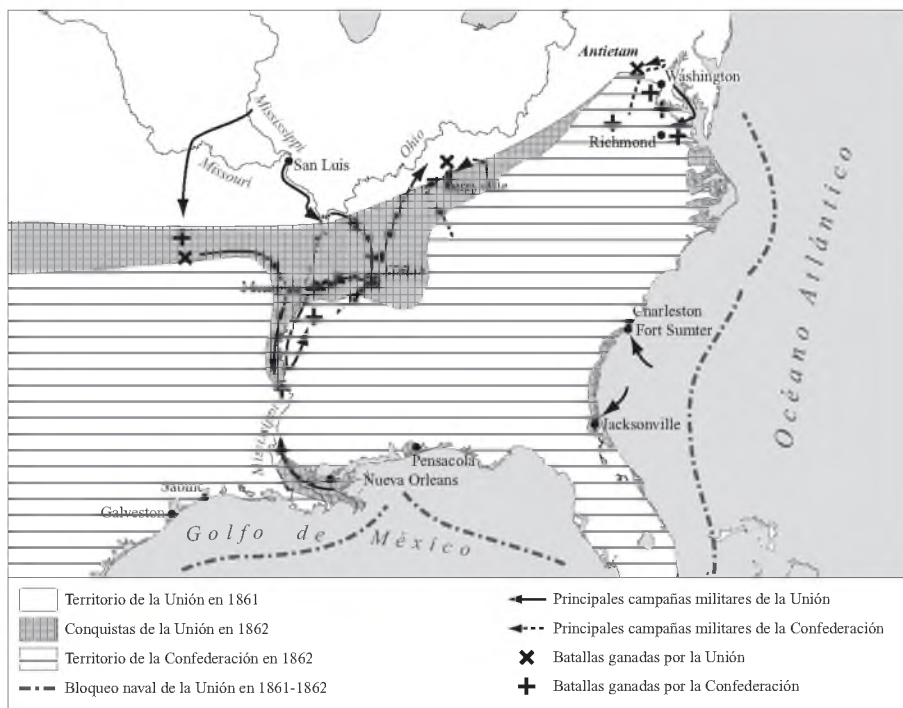 Antietam
Washington
Mississippi
Missouri
San Luis
Ohio
Richmond
Charleston
Fort Sumter
Jacksonville
Mississippi
Pensacola
Nueva Orleans
Galveston
Golfo de México
Océano Atlántico
Territorio de la Unión en 1861
Conquistas de la Unión en 1862
Territorio de la Confederación en 1862
Bloqueo naval de la Unión en 1861-1862
Principales campañas militares de la Unión
Principales campañas militares de la Confederación
Batallas ganadas por la Unión
Batallas ganadas por la Confederación